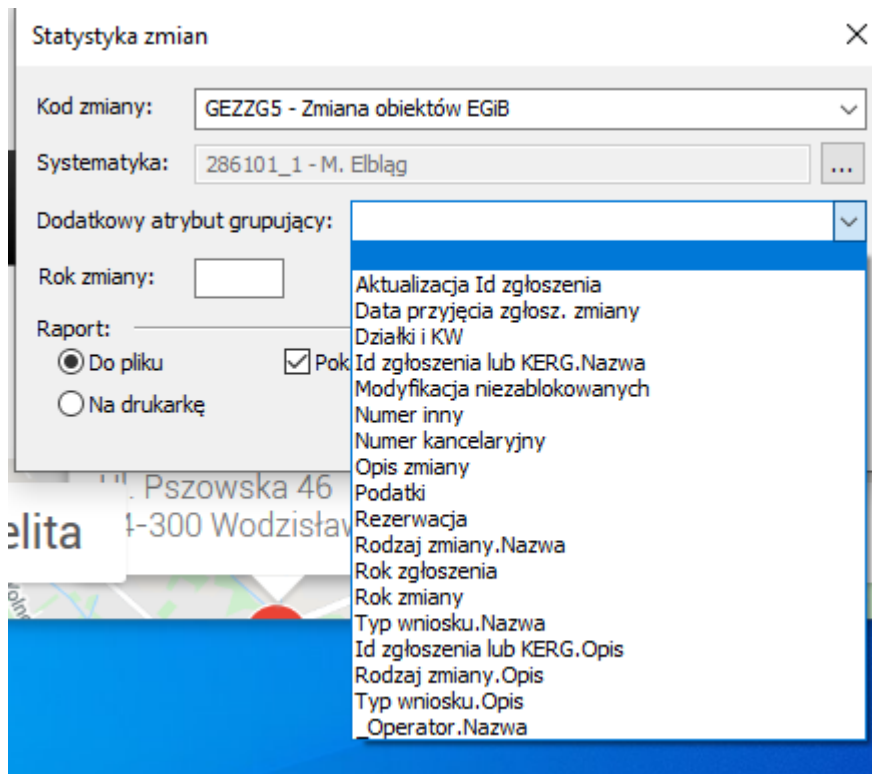 Statystyka zmian
Kod zmiany: GEZZG5 - Zmiana obiektów EGiB
Systematyka: 286101_1 - M. Elbląg ...
Dodatkowy atrybut grupujący:
Rok zmiany:
Aktualizacja Id zgłoszenia
Data przyjęcia zgłosz. zmiany
Działki i KW
Id zgłoszenia lub KERG.Nazwa
Modyfikacja niezablokowanych
Numer inny
Numer kancelaryjny
Opis zmiany
Podatki
Rezerwacja
Rodzaj zmiany.Nazwa
Rok zgłoszenia
Rok zmiany
Typ wniosku.Nazwa
Id zgłoszenia lub KERG.Opis
Rodzaj zmiany.Opis
Typ wniosku.Opis
_Operator.Nazwa
Raport:
Do pliku Pok
Na drukarkę
Pszowska 46
elita 4-300 Wodzisław